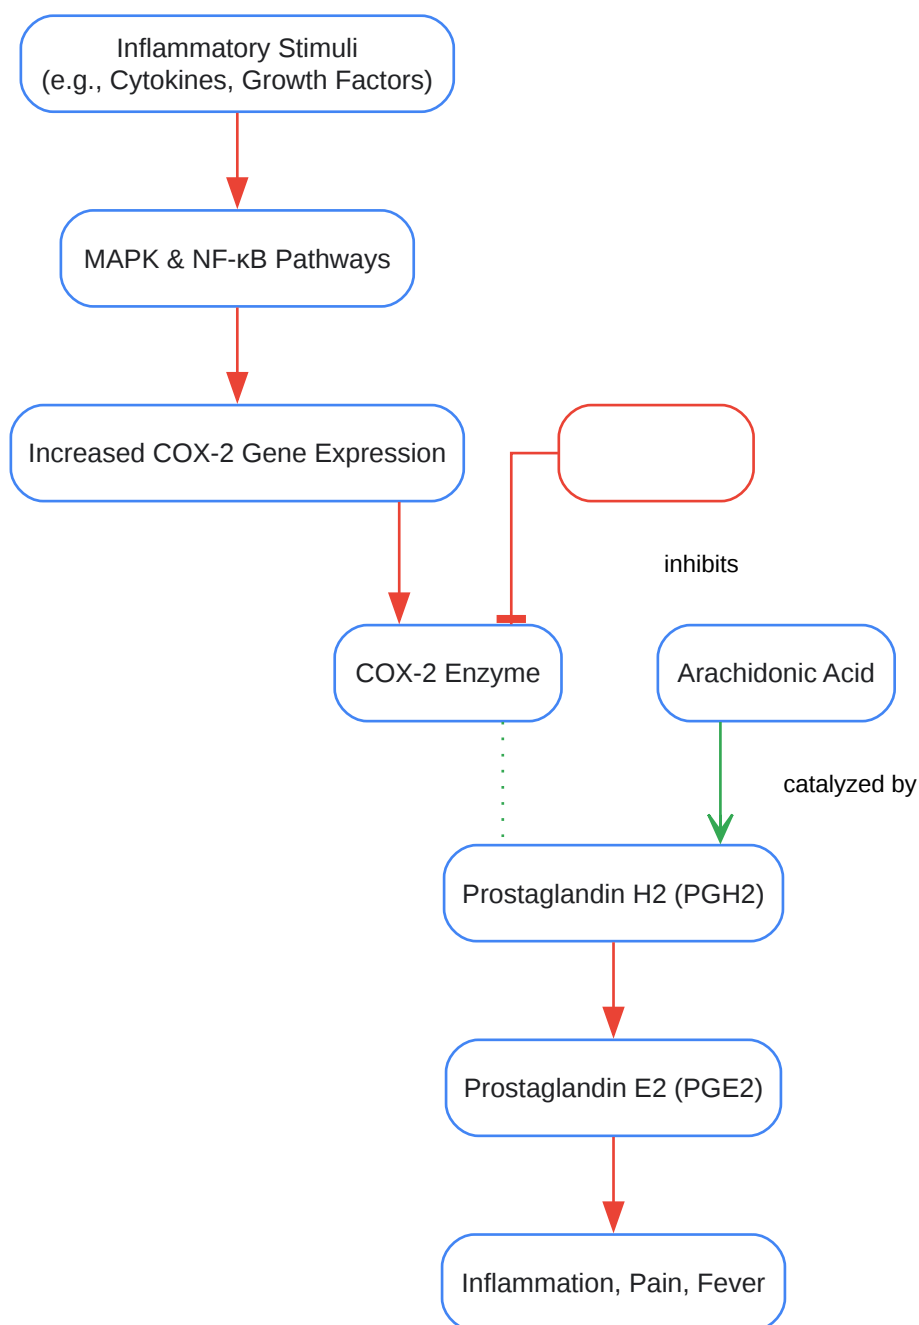 Inflammatory Stimuli
(e.g., Cytokines, Growth Factors)
MAPK & NF-κB Pathways
Increased COX-2 Gene Expression
inhibits
COX-2 Enzyme
Arachidonic Acid
catalyzed by
Prostaglandin H2 (PGH2)
Prostaglandin E2 (PGE2)
Inflammation, Pain, Fever